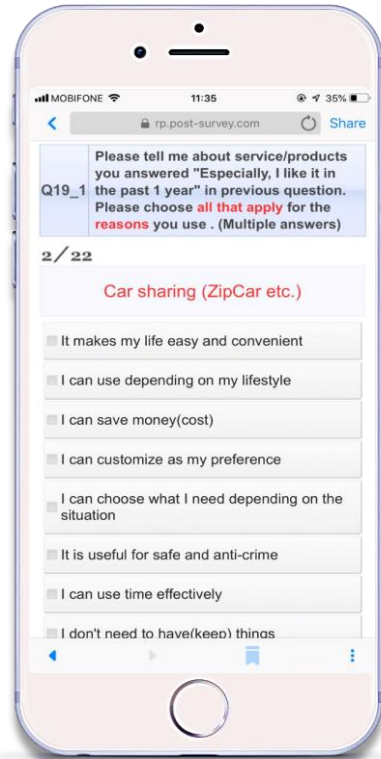 MOBIFONE 11:35 35%
rp.post-survey.com Share
Please tell me about service/products
you answered "Especially, I like it in
Q19_1 the past 1 year" in previous question.
Please choose all that apply for the
reasons you use . (Multiple answers)
2/22
Car sharing (ZipCar etc.)
It makes my life easy and convenient
I can use depending on my lifestyle
I can save money(cost)
I can customize as my preference
I can choose what I need depending on the
situation
It is useful for safe and anti-crime
I can use time effectively
I don't need to have(keep) things